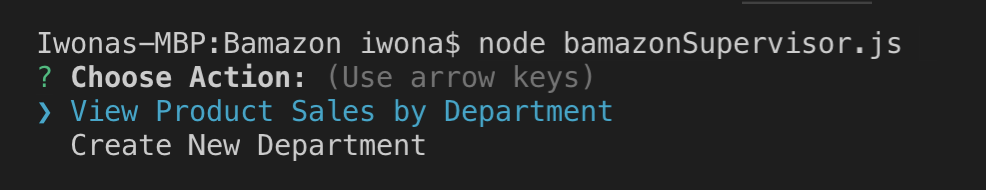 Iwonas-MBP:Bamazon iwona$ node bamazonSupervisor.js
? Choose Action: (Use arrow keys)
❯ View Product Sales by Department
Create New Department